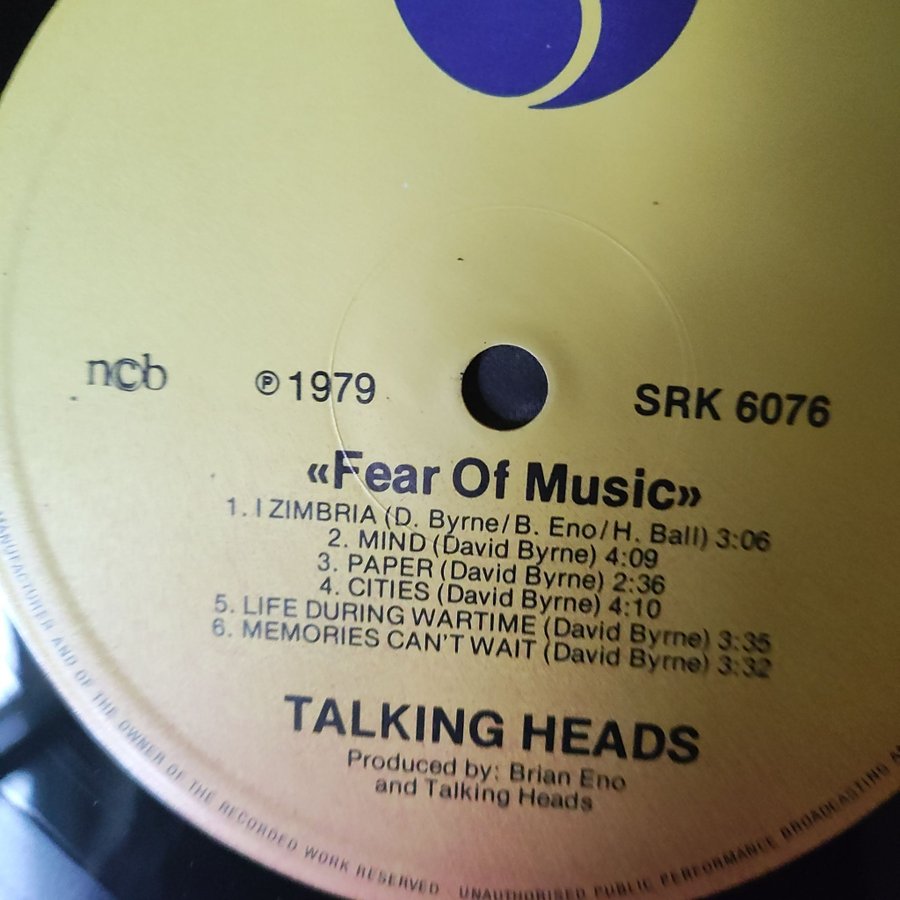 ncb
℗ 1979
SRK 6076
«Fear Of Music»
1. I ZIMBRIA (D. Byrne/B. Eno/H. Ball) 3:06
2. MIND (David Byrne) 4:09
3. PAPER (David Byrne) 2:36
4. CITIES (David Byrne) 4:10
5. LIFE DURING WARTIME (David Byrne) 3:35
6. MEMORIES CAN'T WAIT (David Byrne) 3:32
TALKING HEADS
Produced by: Brian Eno
and Talking Heads
MANUFACTURER AND OF THE OWNER OF THE RECORDED WORK RESERVED UNAUTHORISED PUBLIC PERFORMANCE BROADCASTING